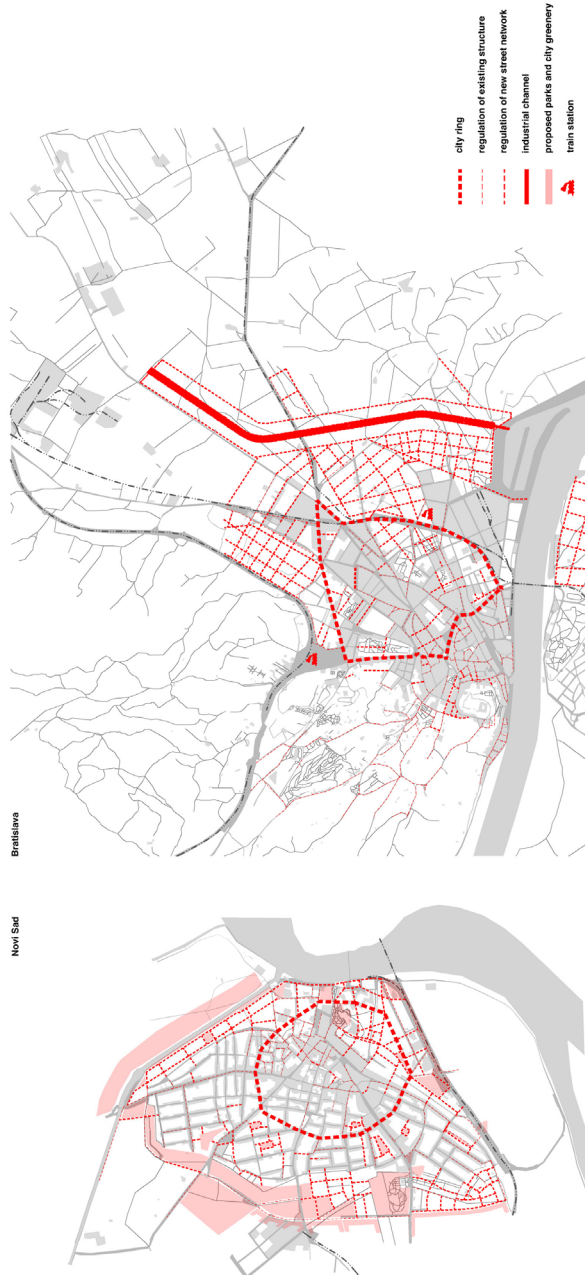 Novi Sad
Bratislava
city ring
regulation of existing structure
regulation of new street network
industrial channel
proposed parks and city greenery
train station